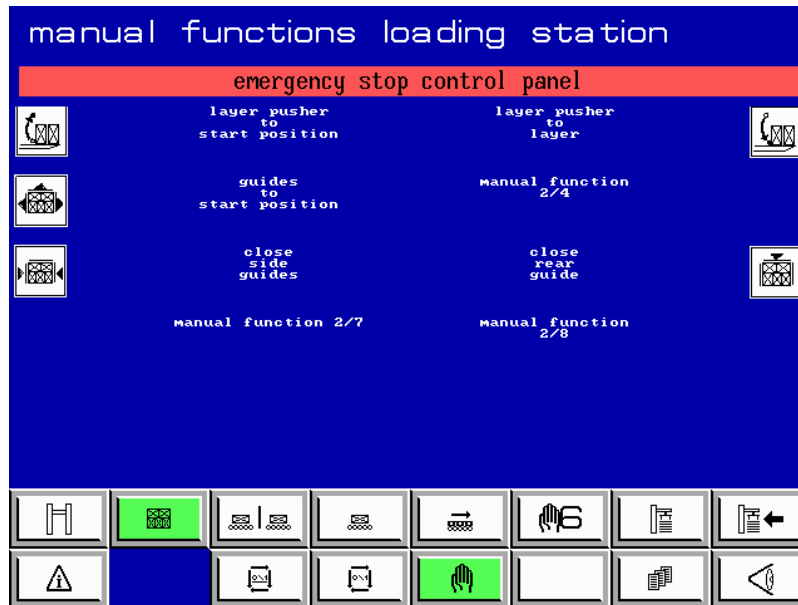 manual functions loading station
emergency stop control panel
layer pusher
to
start position
layer pusher
to
layer
guides
to
start position
manual function
2/4
close
side
guides
close
rear
guide
manual function 2/7
manual function
2/8
6